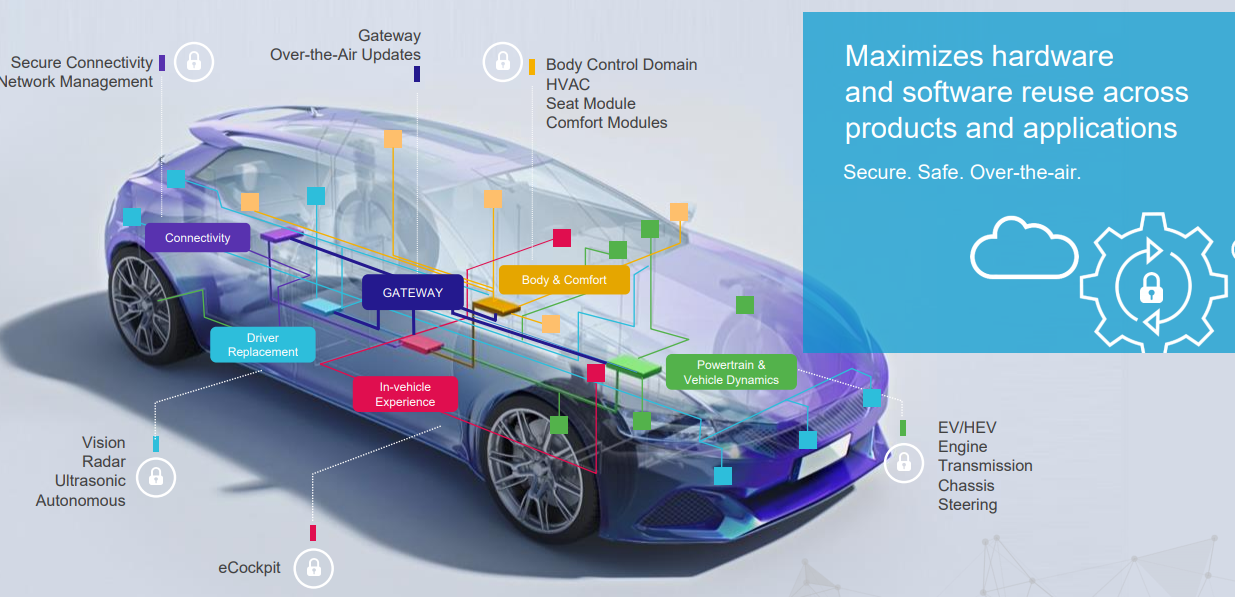 Gateway
Over-the-Air Updates
Secure Connectivity
Network Management
Body Control Domain
HVAC
Seat Module
Comfort Modules
Maximizes hardware
and software reuse across
products and applications
Secure. Safe. Over-the-air.
Connectivity
GATEWAY
Body & Comfort
Driver
Replacement
In-vehicle
Experience
Powertrain &
Vehicle Dynamics
Vision
Radar
Ultrasonic
Autonomous
eCockpit
EV/HEV
Engine
Transmission
Chassis
Steering